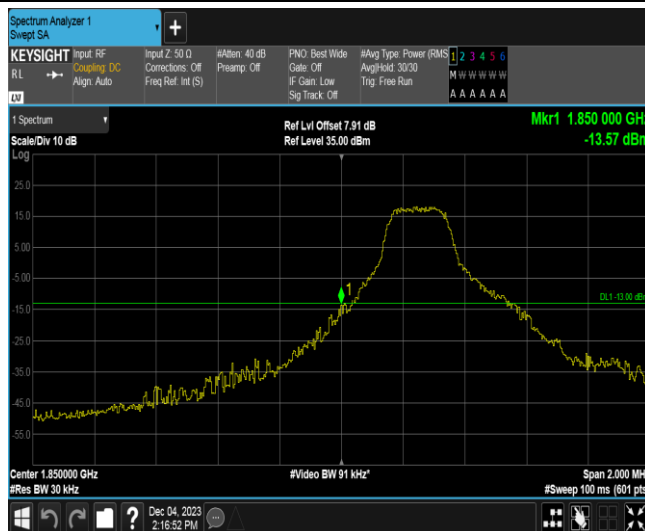 Spectrum Analyzer 1
Swept SA
+
KEYSIGHT Input: RF Input Z: 50 Ω #Atten: 40 dB PNO: Best Wide #Avg Type: Power (RMS 1 2 3 4 5 6
RL Coupling: DC Corrections: Off Preamp: Off Gate: Off Avg|Hold: 30/30 M W W W W W
Align: Auto Freq Ref: Int (S) IF Gain: Low Trig: Free Run
LXI Sig Track: Off A A A A A A
1 Spectrum Ref Lvl Offset 7.91 dB Mkr1 1.850 000 GHz
Scale/Div 10 dB Ref Level 35.00 dBm -13.57 dBm
Log
25.0
15.0
5.00
-5.00
1
DL1 -13.00 dBm
-15.0
-25.0
-35.0
-45.0
-55.0
Center 1.850000 GHz #Video BW 91 kHz* Span 2.000 MH
#Res BW 30 kHz #Sweep 100 ms (601 pts
? Dec 04, 2023
2:16:52 PM